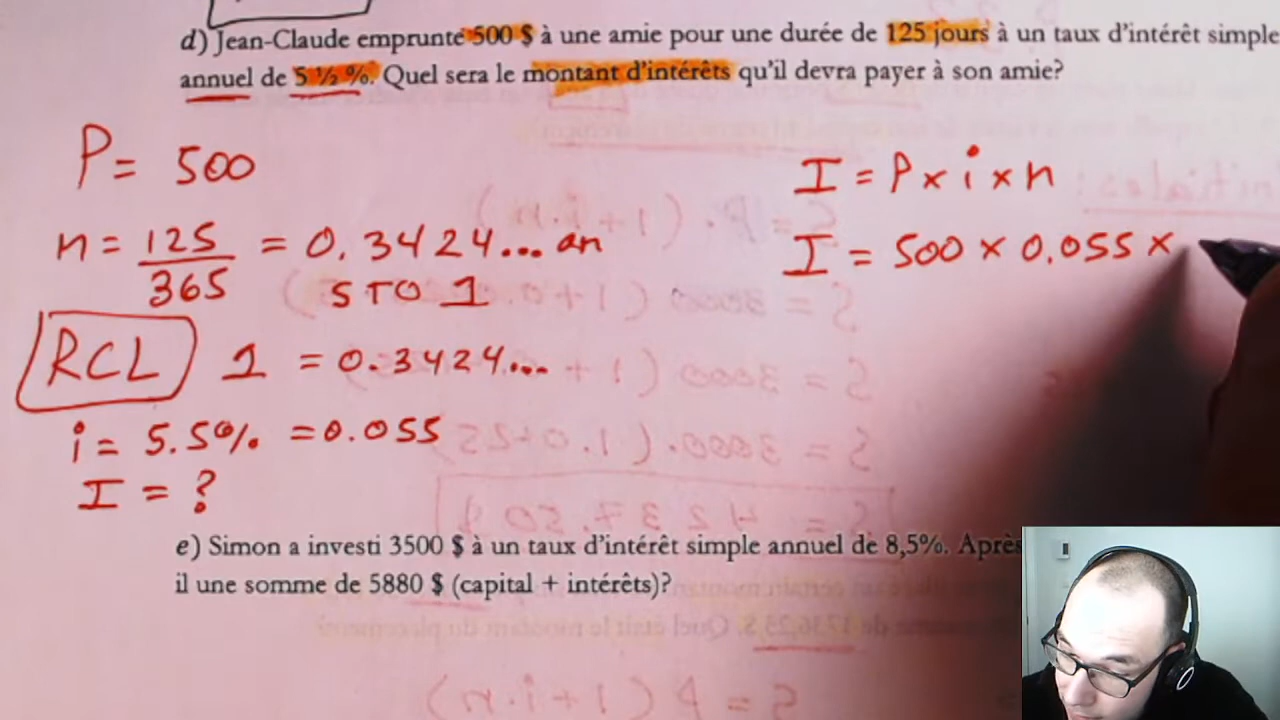 d) Jean-Claude emprunte 500 $ à une amie pour une durée de 125 jours à un taux d'intérêt simple
annuel de 5 ½ %. Quel sera le montant d'intérêts qu'il devra payer à son amie?
P = 500
I = P × i × n
n = 125/365 = 0.3424... an
STO 1
I = 500 × 0.055 ×
RCL 1 = 0.3424...
i = 5.5% = 0.055
I = ?
e) Simon a investi 3500 $ à un taux d'intérêt simple annuel de 8,5%. Après
il une somme de 5880 $ (capital + intérêts)?